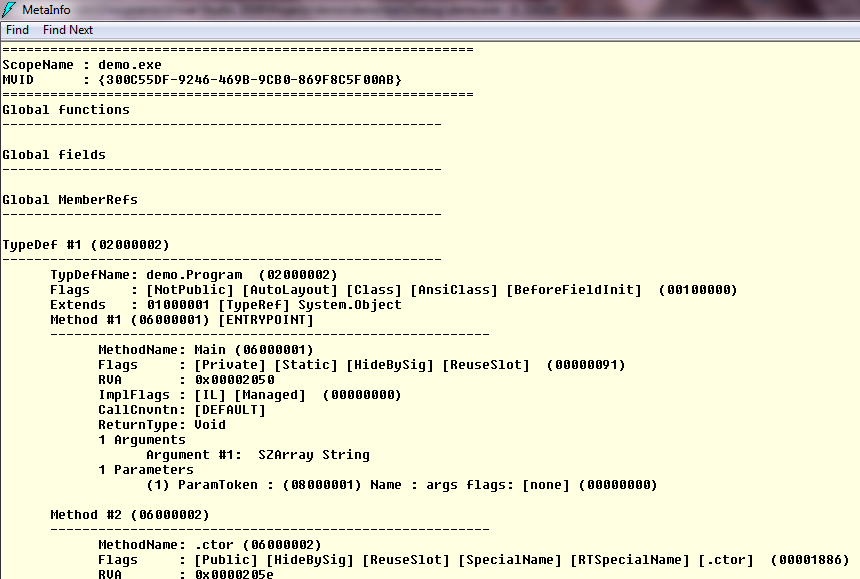 MetaInfo
Find Find Next
===========================================================
ScopeName : demo.exe
MVID      : {300C55DF-9246-469B-9CB0-869F8C5F00AB}
===========================================================
Global functions
-------------------------------------------------------
Global fields
-------------------------------------------------------
Global MemberRefs
-------------------------------------------------------
TypeDef #1 (02000002)
-------------------------------------------------------
TypDefName: demo.Program  (02000002)
Flags     : [NotPublic] [AutoLayout] [Class] [AnsiClass] [BeforeFieldInit]  (00100000)
Extends   : 01000001 [TypeRef] System.Object
Method #1 (06000001) [ENTRYPOINT]
-------------------------------------------------------
MethodName: Main (06000001)
Flags     : [Private] [Static] [HideBySig] [ReuseSlot]  (00000091)
RVA       : 0x00002050
ImplFlags : [IL] [Managed]  (00000000)
CallCnvntn: [DEFAULT]
ReturnType: Void
1 Arguments
Argument #1:  SZArray String
1 Parameters
(1) ParamToken : (08000001) Name : args flags: [none] (00000000)
Method #2 (06000002)
-------------------------------------------------------
MethodName: .ctor (06000002)
Flags     : [Public] [HideBySig] [ReuseSlot] [SpecialName] [RTSpecialName] [.ctor]  (00001886)
RVA       : 0x0000205e